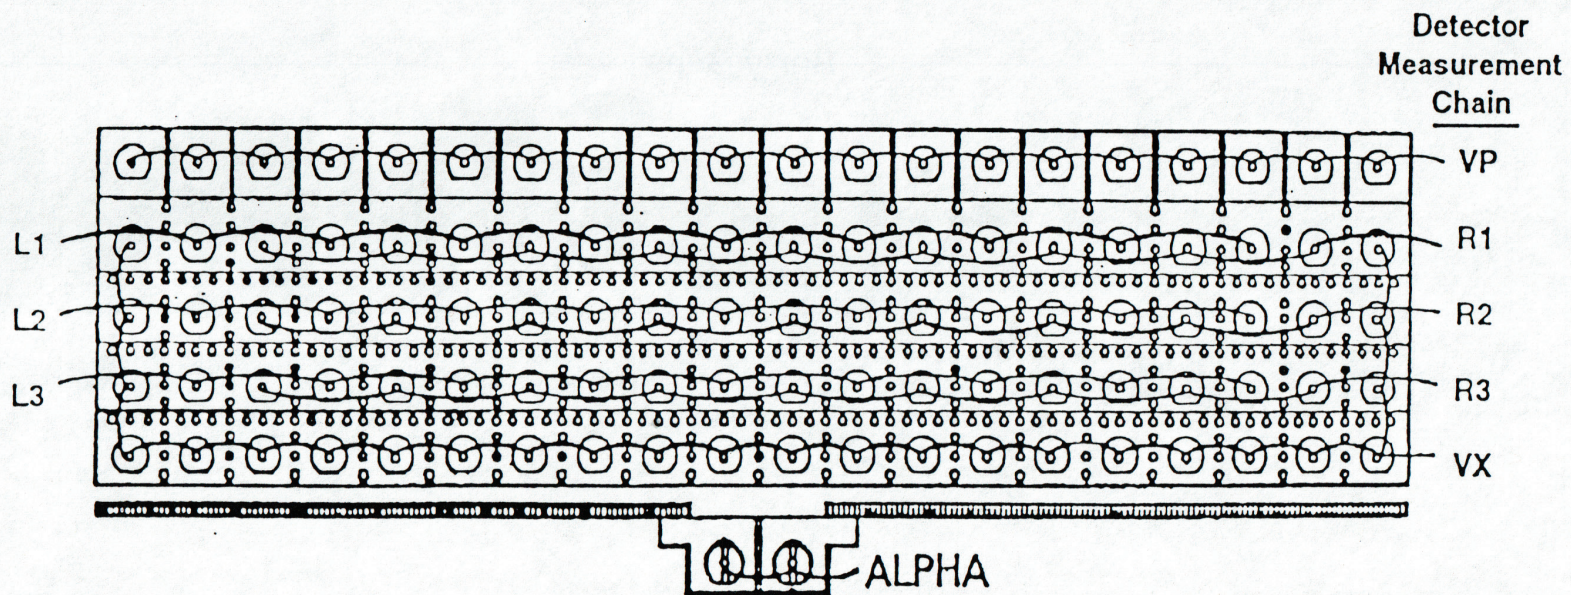 Detector
Measurement
Chain
VP
L1
R1
L2
R2
L3
R3
VX
ALPHA